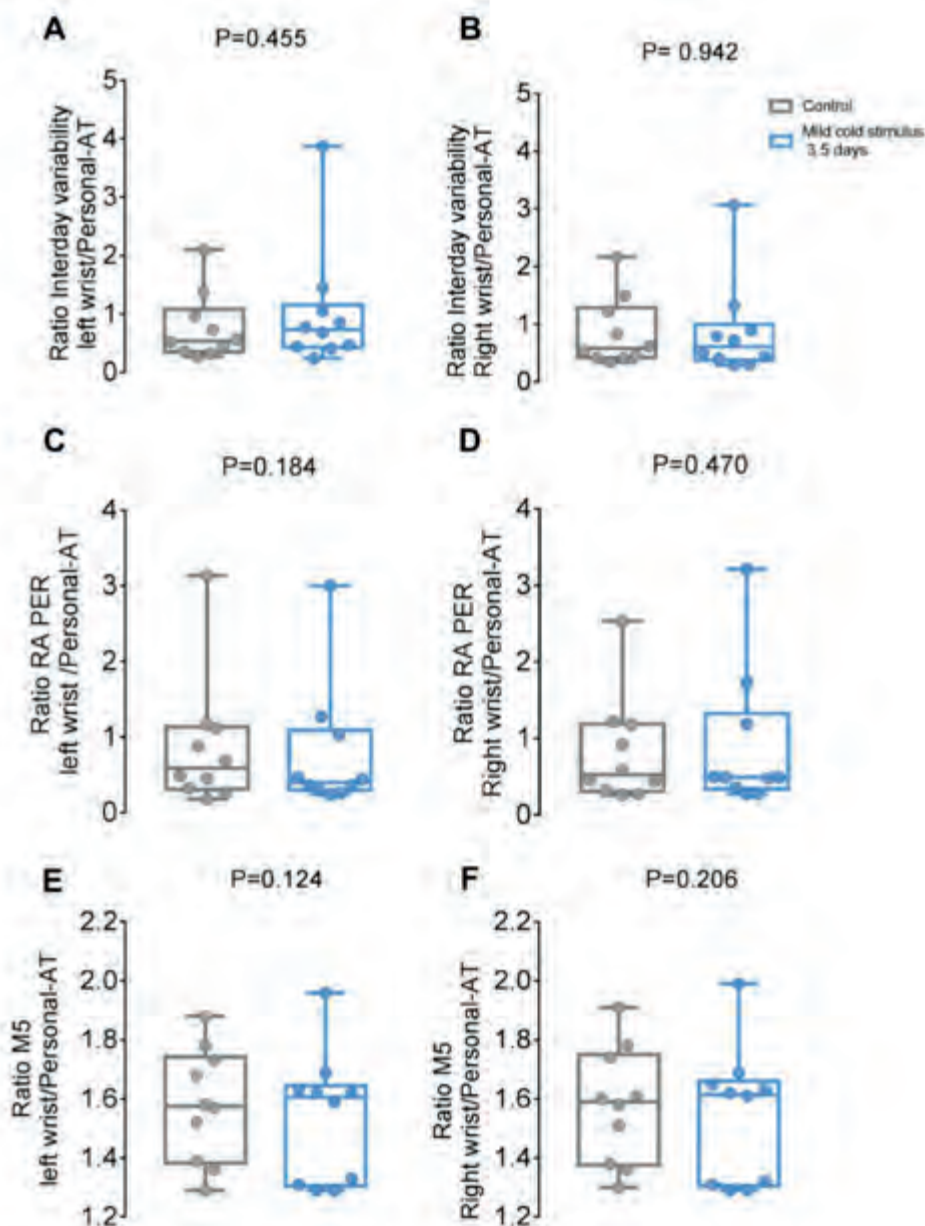 A
P=0.455
Ratio Interday variability
left wrist/Personal-AT
5
4
3
2
1
0
B
P= 0.942
Ratio Interday variability
Right wrist/Personal-AT
5
4
3
2
1
0
Control
Mild cold stimulus
3.5 days
C
P=0.184
Ratio RA PER
left wrist /Personal-AT
4
3
2
1
0
D
P=0.470
Ratio RA PER
Right wrist/Personal-AT
4
3
2
1
0
E
P=0.124
Ratio M5
left wrist/Personal-AT
2.2
2.0
1.8
1.6
1.4
1.2
F
P=0.206
Ratio M5
Right wrist/Personal-AT
2.2
2.0
1.8
1.6
1.4
1.2